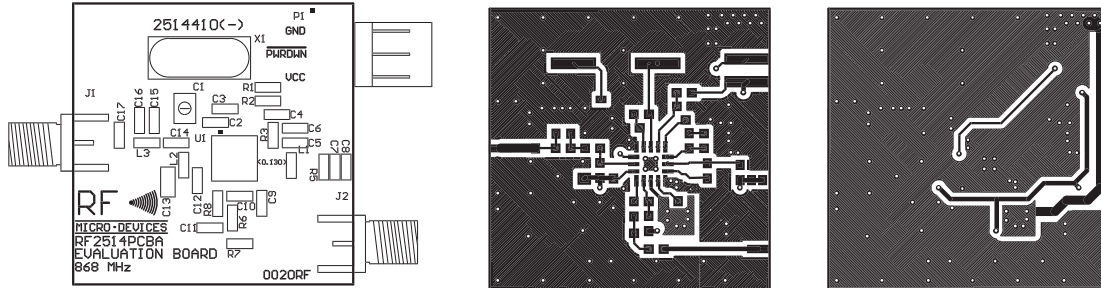 2514410(-)
P1
GND
X1
PWRDWN
VCC
J1
C1
R1
R2
C17
C16
C15
C3
C4
C2
C14
U1
R3
C6
C5
L3
L2
(0.130)
L1
C8
C7
R5
C13
C12
R8
C10
C9
J2
RF
MICRO-DEVICES
C11
R6
RF2514PCBA
EVALUATION BOARD
R7
868 MHz
0020RF